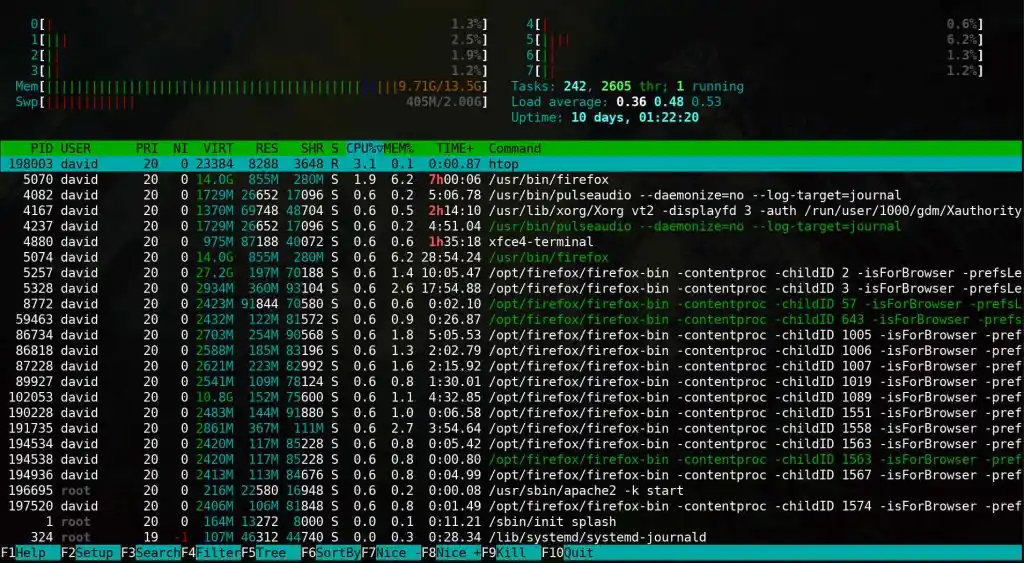 0[| 1.3%] 4[| 0.6%]
1[||| 2.5%] 5[|||| 6.2%]
2[|| 1.9%] 6[|| 1.3%]
3[|| 1.2%] 7[|| 1.2%]
Mem[||||||||||||||||||||||||||||||||||||||||||||9.71G/13.5G] Tasks: 242, 2605 thr; 1 running
Swp[|||||||||||| 405M/2.00G] Load average: 0.36 0.48 0.53
Uptime: 10 days, 01:22:20
PID USER PRI NI VIRT RES SHR S CPU%▽MEM% TIME+ Command
198003 david 20 0 23384 8288 3648 R 3.1 0.1 0:00.87 htop
5070 david 20 0 14.0G 855M 280M S 1.9 6.2 7h00:06 /usr/bin/firefox
4082 david 20 0 1729M 26652 17096 S 0.6 0.2 5:06.78 /usr/bin/pulseaudio --daemonize=no --log-target=journal
4167 david 20 0 1370M 69748 48704 S 0.6 0.5 2h14:10 /usr/lib/xorg/Xorg vt2 -displayfd 3 -auth /run/user/1000/gdm/Xauthority
4237 david 20 0 1729M 26652 17096 S 0.6 0.2 4:51.04 /usr/bin/pulseaudio --daemonize=no --log-target=journal
4880 david 20 0 975M 87188 40072 S 0.6 0.6 1h35:18 xfce4-terminal
5074 david 20 0 14.0G 855M 280M S 0.6 6.2 28:54.24 /usr/bin/firefox
5257 david 20 0 27.2G 197M 70188 S 0.6 1.4 10:05.47 /opt/firefox/firefox-bin -contentproc -childID 2 -isForBrowser -prefsLe
5328 david 20 0 2934M 360M 93104 S 0.6 2.6 17:54.88 /opt/firefox/firefox-bin -contentproc -childID 3 -isForBrowser -prefsLe
8772 david 20 0 2423M 91844 70580 S 0.6 0.6 0:02.10 /opt/firefox/firefox-bin -contentproc -childID 57 -isForBrowser -prefsL
59463 david 20 0 2432M 122M 81572 S 0.6 0.9 0:26.87 /opt/firefox/firefox-bin -contentproc -childID 643 -isForBrowser -prefs
86734 david 20 0 2703M 254M 90568 S 0.6 1.8 5:05.53 /opt/firefox/firefox-bin -contentproc -childID 1005 -isForBrowser -pref
86818 david 20 0 2588M 185M 83196 S 0.6 1.3 2:02.79 /opt/firefox/firefox-bin -contentproc -childID 1006 -isForBrowser -pref
87228 david 20 0 2621M 223M 82992 S 0.6 1.6 2:15.92 /opt/firefox/firefox-bin -contentproc -childID 1007 -isForBrowser -pref
89927 david 20 0 2541M 109M 78124 S 0.6 0.8 1:30.01 /opt/firefox/firefox-bin -contentproc -childID 1019 -isForBrowser -pref
102053 david 20 0 10.8G 152M 75600 S 0.6 1.1 4:32.85 /opt/firefox/firefox-bin -contentproc -childID 1089 -isForBrowser -pref
190228 david 20 0 2483M 144M 91880 S 0.6 1.0 0:06.58 /opt/firefox/firefox-bin -contentproc -childID 1551 -isForBrowser -pref
191735 david 20 0 2861M 367M 111M S 0.6 2.7 3:54.64 /opt/firefox/firefox-bin -contentproc -childID 1558 -isForBrowser -pref
194534 david 20 0 2420M 117M 85228 S 0.6 0.8 0:05.42 /opt/firefox/firefox-bin -contentproc -childID 1563 -isForBrowser -pref
194538 david 20 0 2420M 117M 85228 S 0.6 0.8 0:00.80 /opt/firefox/firefox-bin -contentproc -childID 1563 -isForBrowser -pref
194936 david 20 0 2413M 113M 84676 S 0.6 0.8 0:04.99 /opt/firefox/firefox-bin -contentproc -childID 1567 -isForBrowser -pref
196695 root 20 0 216M 22580 16948 S 0.6 0.2 0:00.08 /usr/sbin/apache2 -k start
197520 david 20 0 2406M 106M 81848 S 0.6 0.8 0:01.49 /opt/firefox/firefox-bin -contentproc -childID 1574 -isForBrowser -pref
1 root 20 0 164M 13272 8000 S 0.0 0.1 0:11.21 /sbin/init splash
324 root 19 -1 107M 46312 44740 S 0.0 0.3 0:28.34 /lib/systemd/systemd-journald
F1Help F2Setup F3SearchF4FilterF5Tree F6SortByF7Nice -F8Nice +F9Kill F10Quit